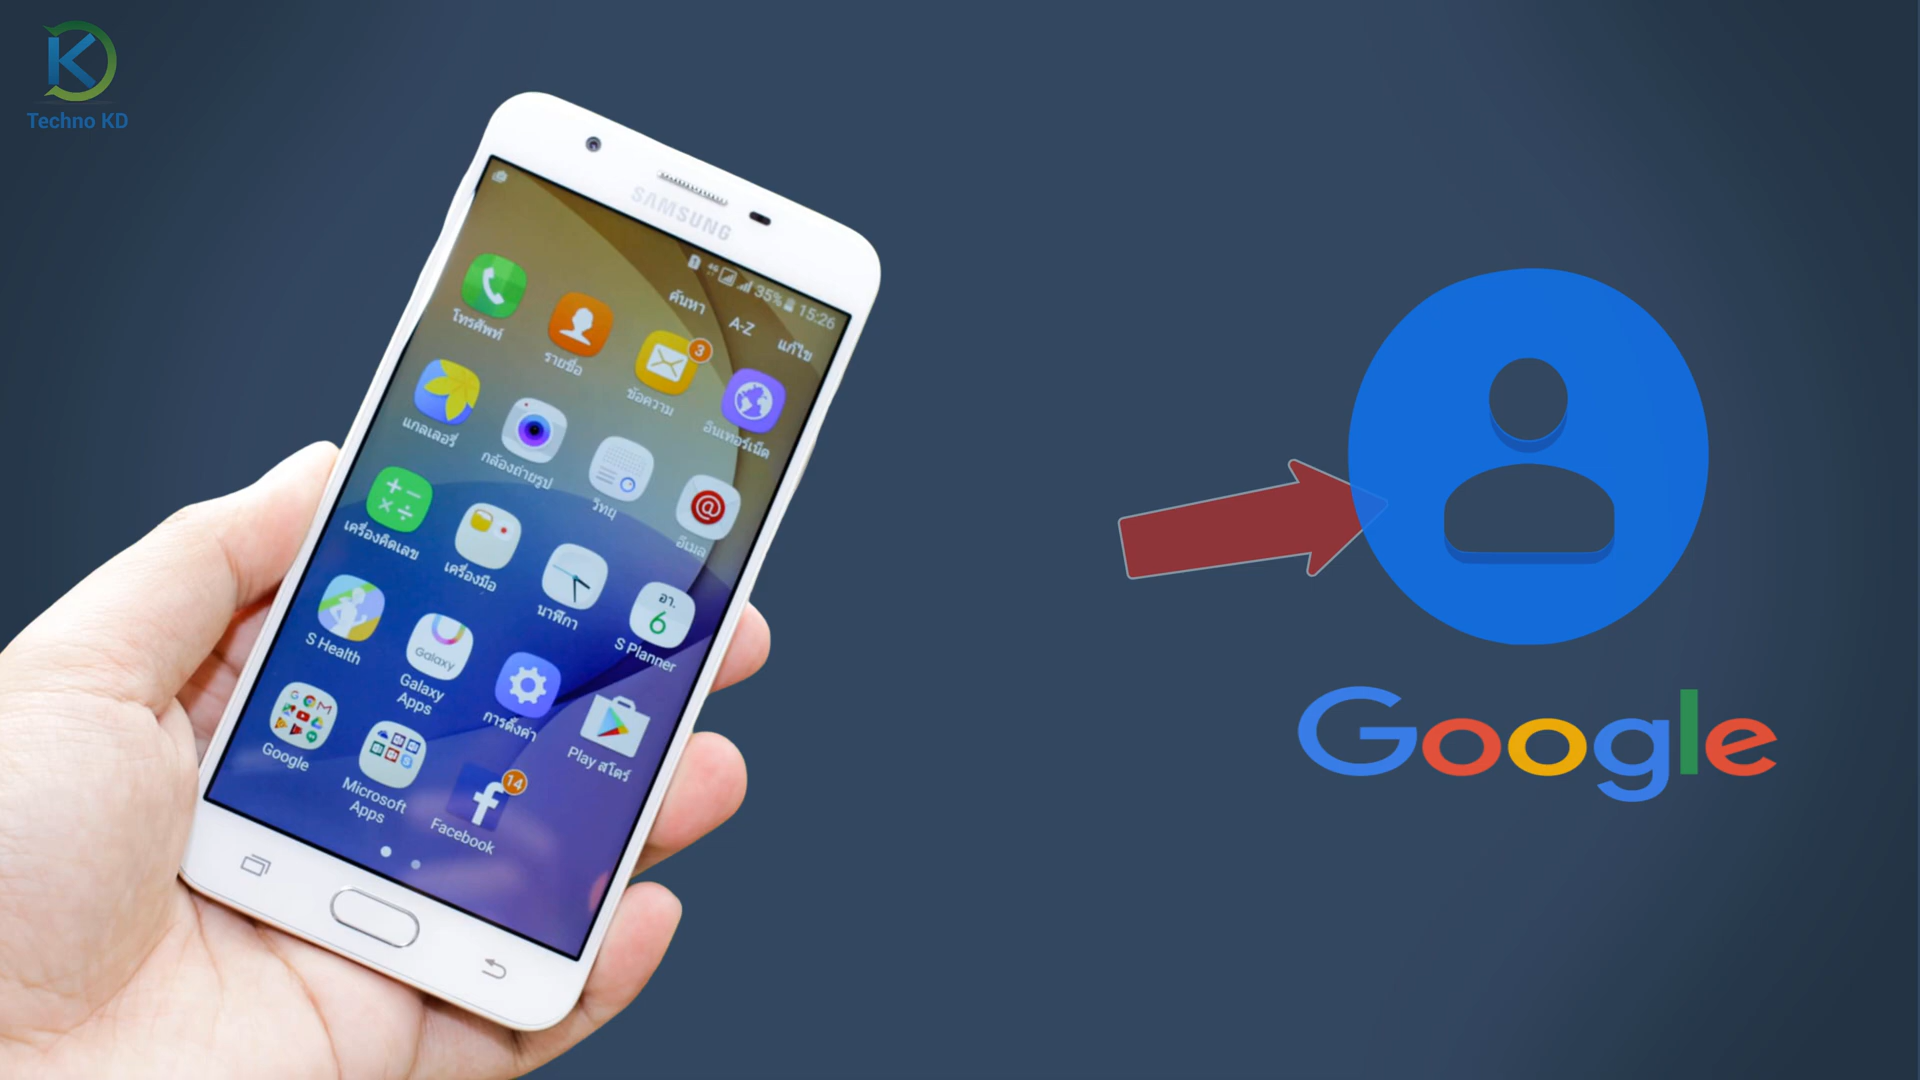 Techno KD
SAMSUNG
35% 15:26
ค้นหา
A-Z
แก้ไข
โทรศัพท์
รายชื่อ
3
ข้อความ
อินเทอร์เน็ต
แกลเลอรี่
กล้องถ่ายรูป
วิทยุ
@
อีเมล
เครื่องคิดเลข
เครื่องมือ
นาฬิกา
อา.
6
S Planner
S Health
Galaxy
Galaxy
Apps
การตั้งค่า
Play สโตร์
Google
Microsoft
Apps
14
Facebook
Google